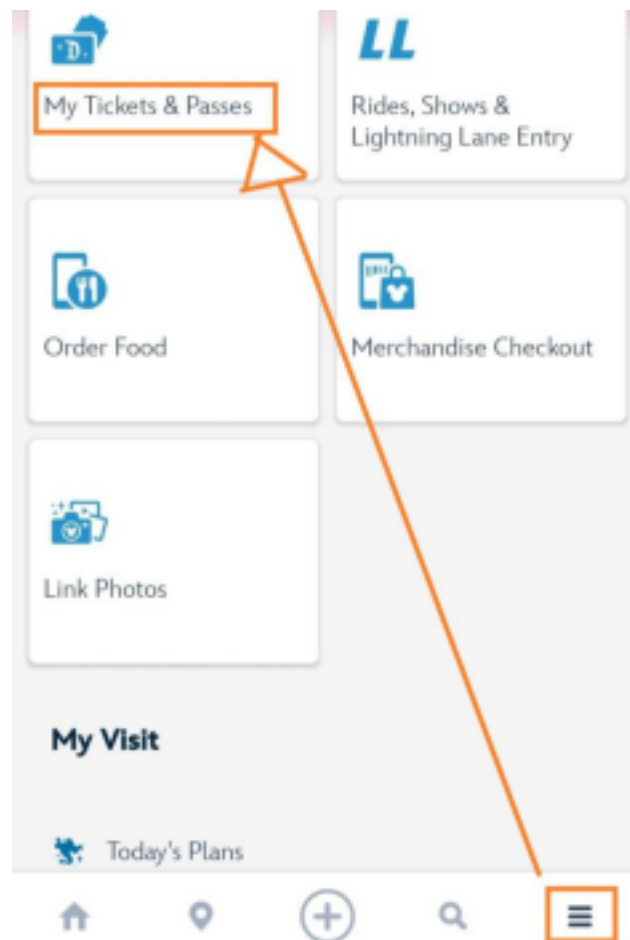 D
LL
My Tickets & Passes
Rides, Shows &
Lightning Lane Entry
Order Food
Merchandise Checkout
Link Photos
My Visit
Today's Plans